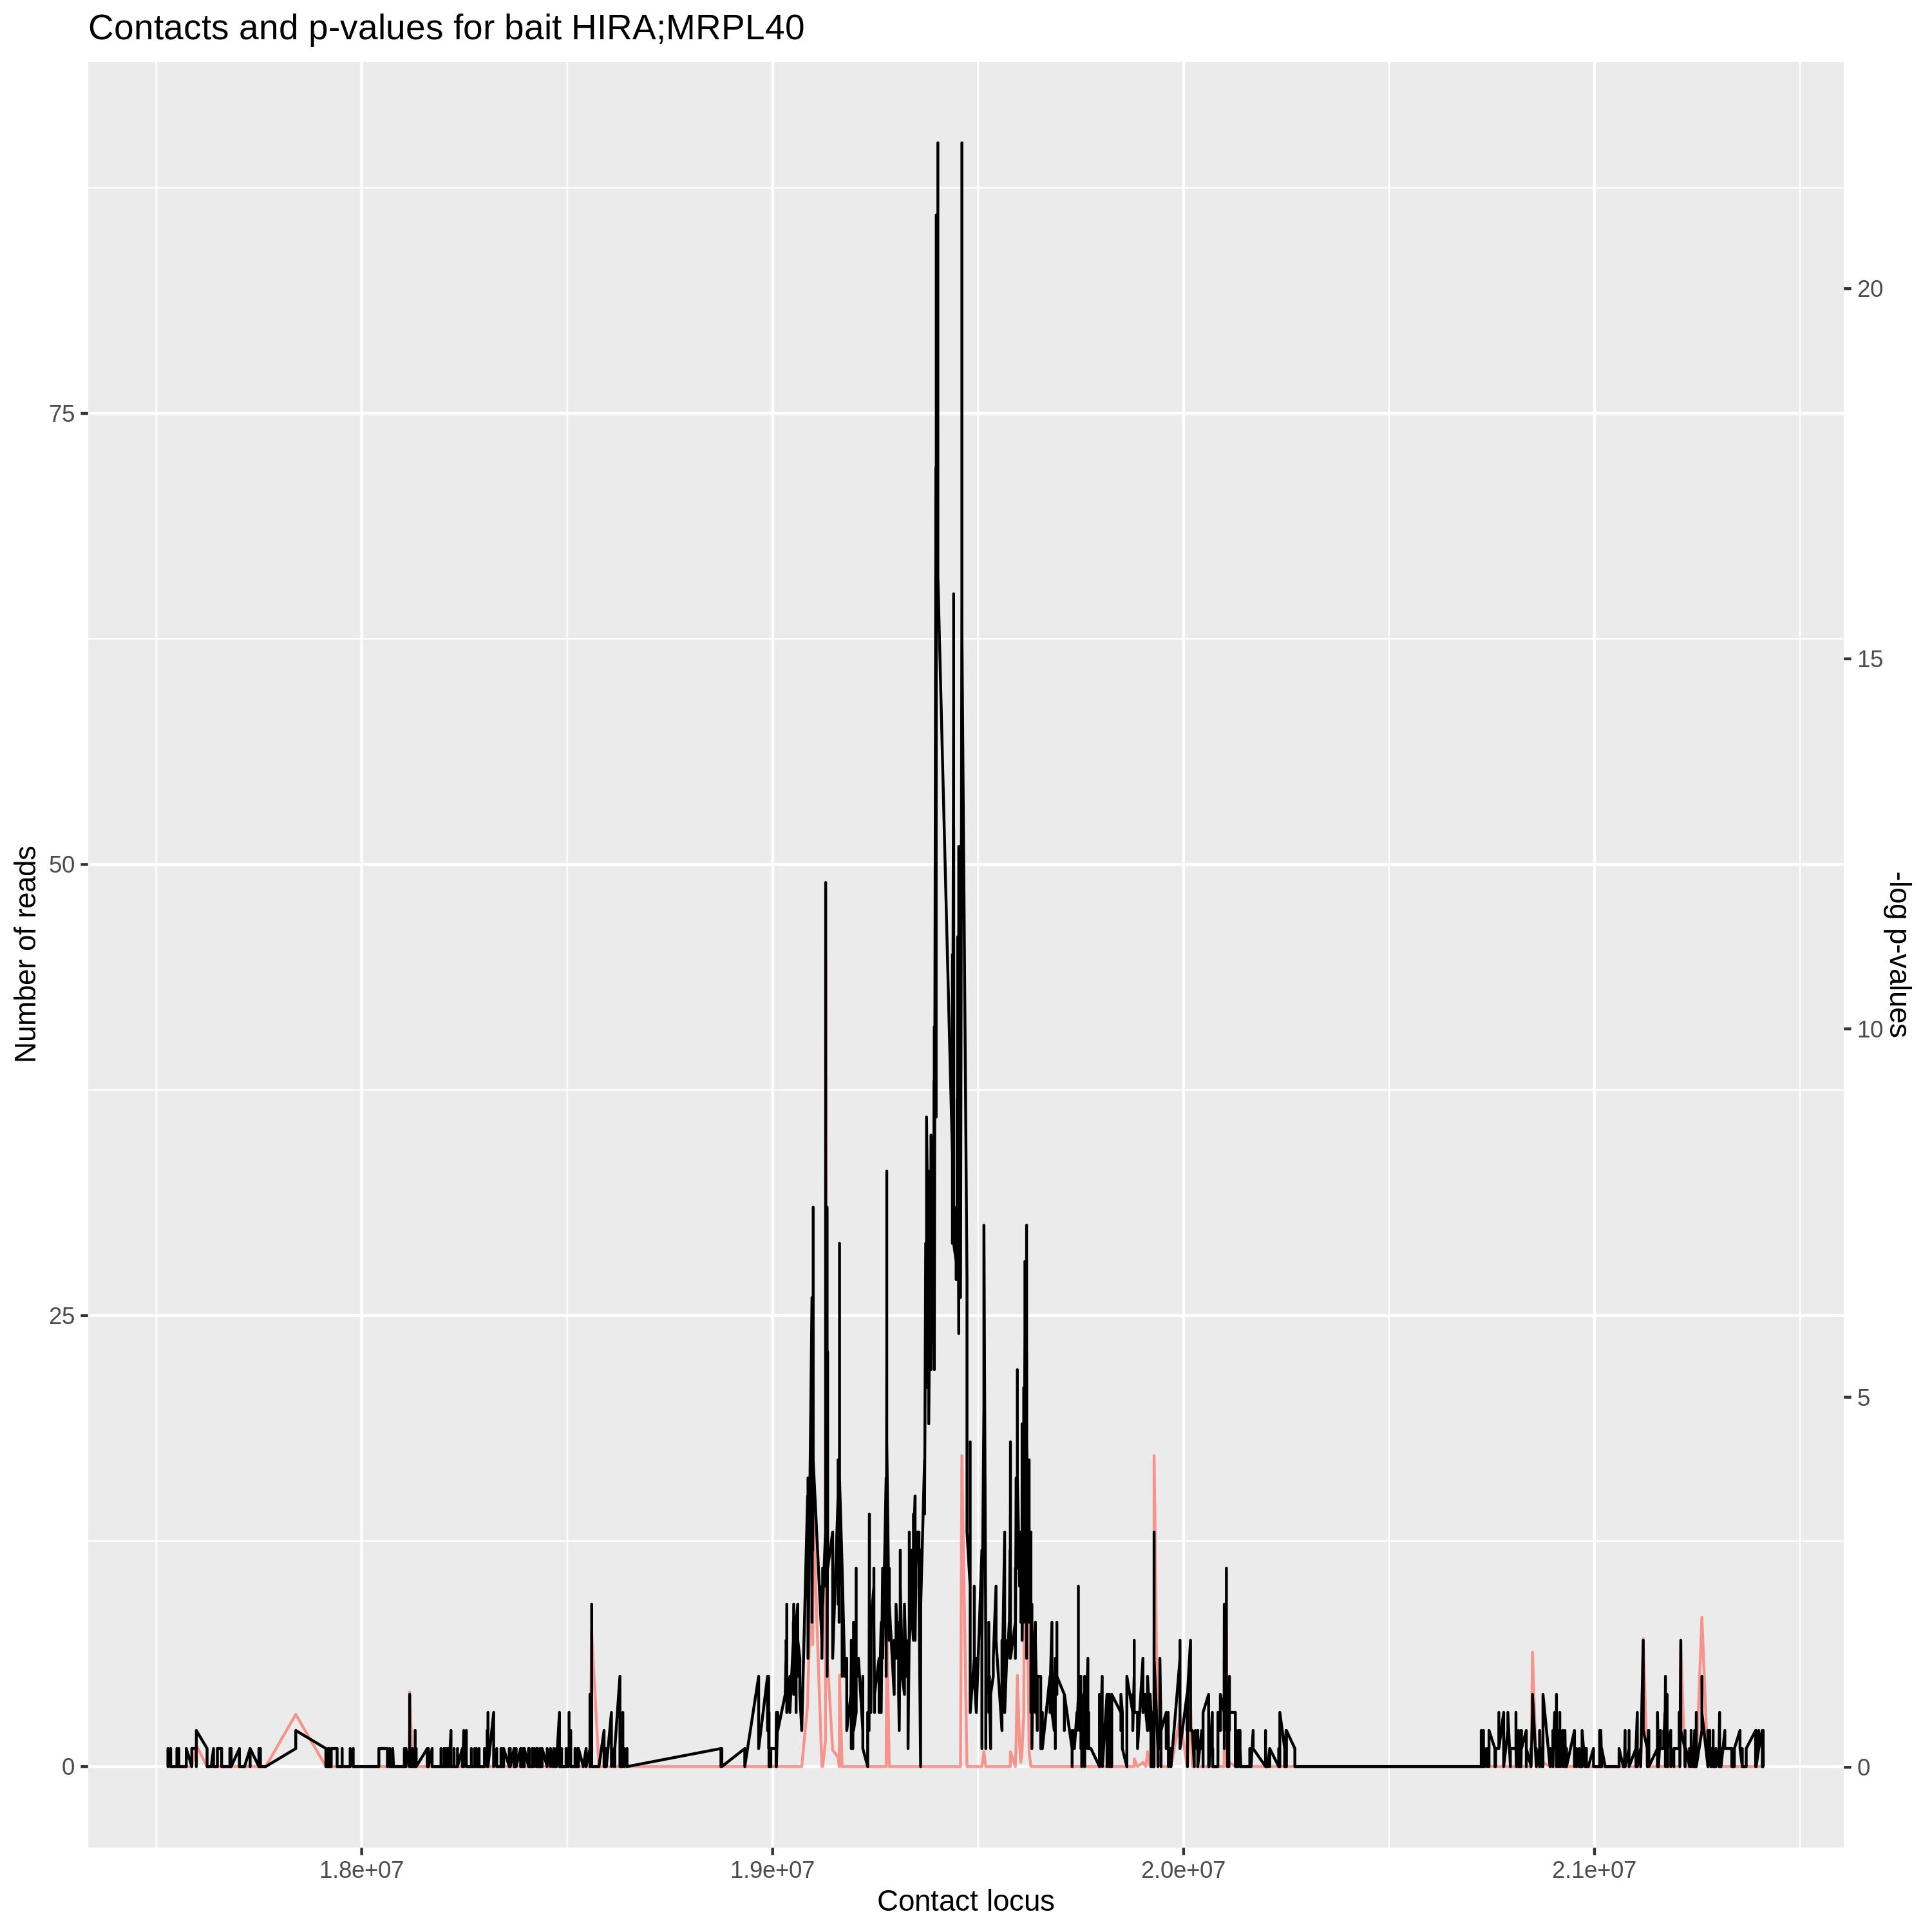 Contacts and p-values for bait HIRA;MRPL40
Number of reads
75
50
25
0
20
15
10
5
0
-log p-values
1.8e+07 1.9e+07 2.0e+07 2.1e+07
Contact locus